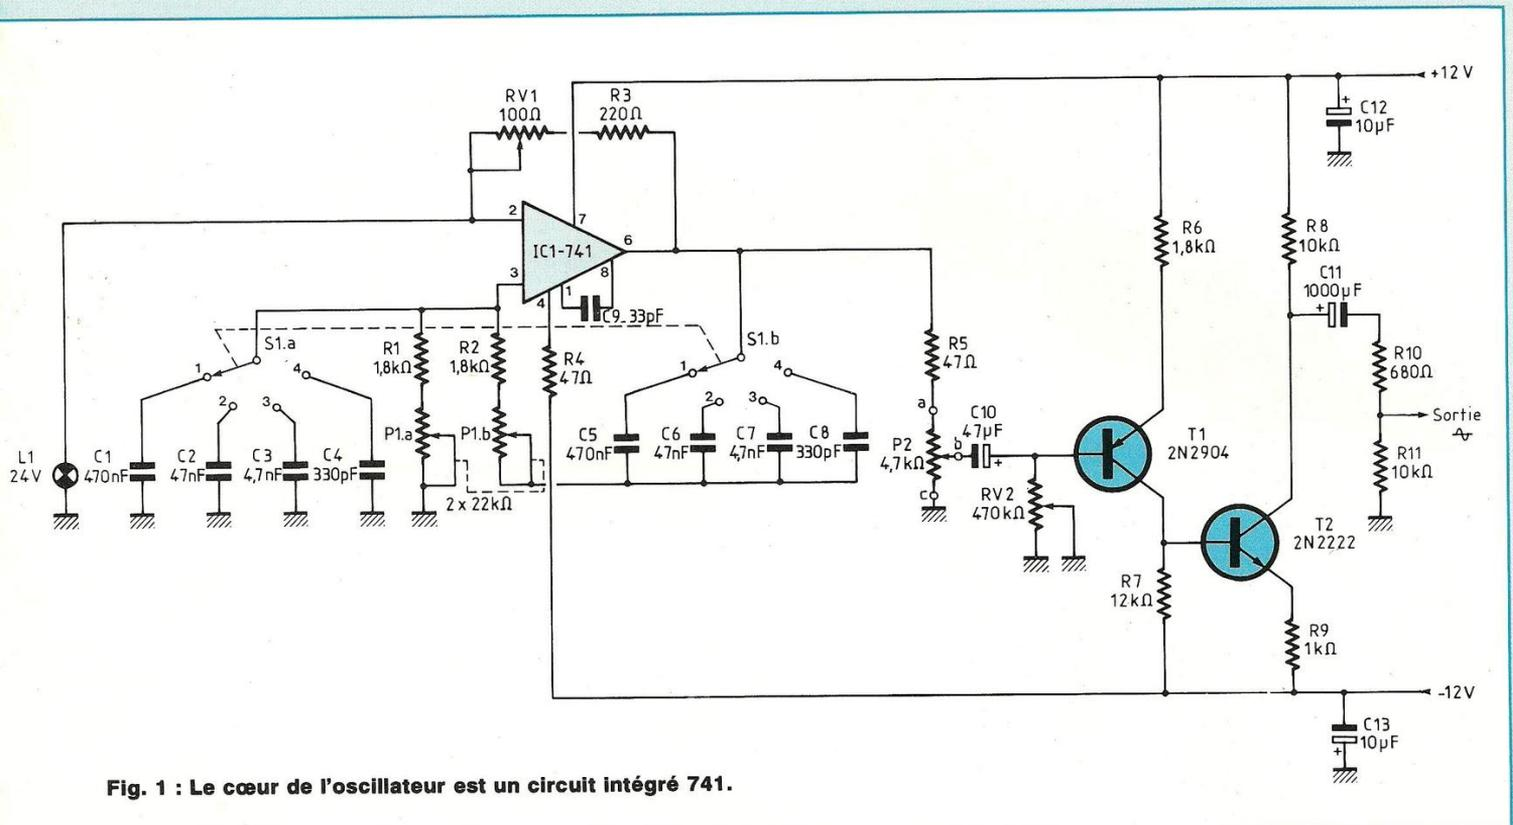 +12V
RV1
100Ω
R3
220Ω
+
C12
10µF
2
7
IC1-741
6
3
8
4
1
C9_33pF
R6
1,8kΩ
R8
10kΩ
C11
1000µF
+
S1.a
1
2
3
4
R1
1,8kΩ
R2
1,8kΩ
R4
47Ω
S1.b
1
2
3
4
R5
47Ω
R10
680Ω
Sortie
L1
24V
C1
470nF
C2
47nF
C3
4,7nF
C4
330pF
P1.a
P1.b
2 x 22kΩ
C5
470nF
C6
47nF
C7
4,7nF
C8
330pF
a
P2
4,7kΩ
b
c
C10
47µF
+
RV2
470kΩ
T1
2N2904
R11
10kΩ
T2
2N2222
R7
12kΩ
R9
1kΩ
-12V
C13
10µF
+
Fig. 1 : Le cœur de l'oscillateur est un circuit intégré 741.